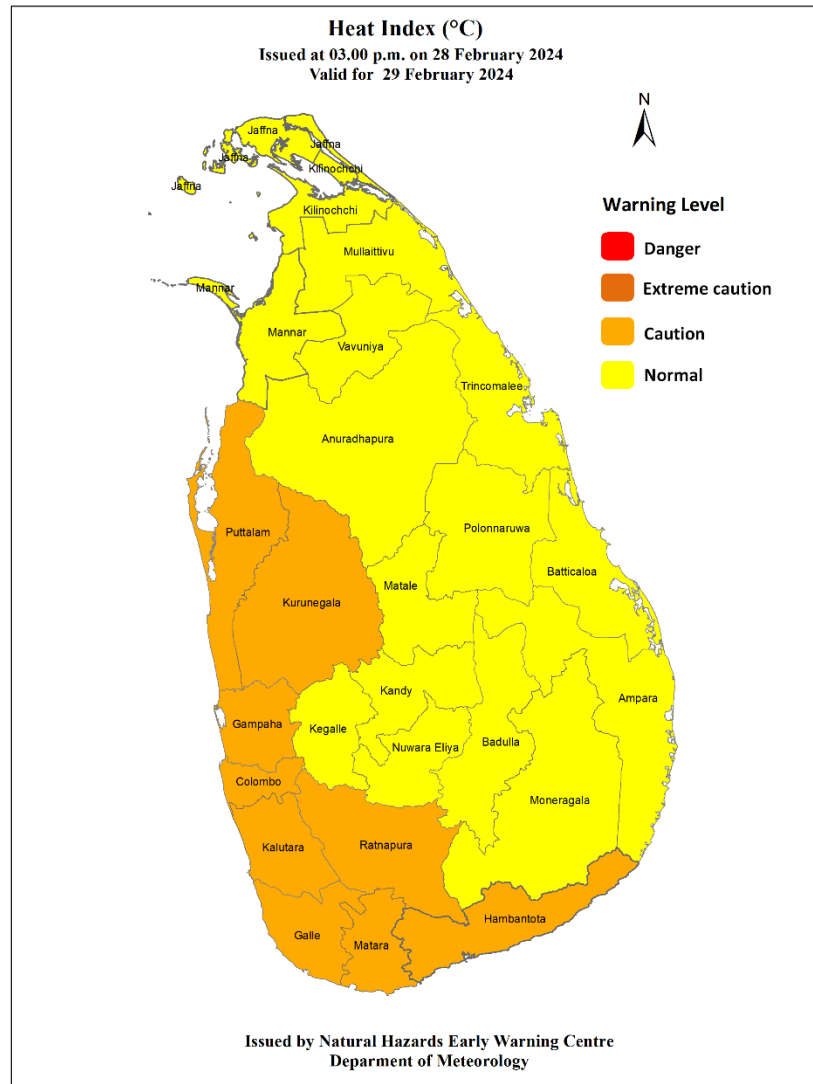 Heat Index (°C)
Issued at 03.00 p.m. on 28 February 2024
Valid for 29 February 2024
N
Jaffna
Jaffna
Jaffna
Kilinochchi
Jaffna
Kilinochchi
Warning Level
Danger
Extreme caution
Caution
Normal
Mullaittivu
Mannar
Mannar
Vavuniya
Trincomalee
Anuradhapura
Puttalam
Polonnaruwa
Batticaloa
Matale
Kurunegala
Kandy
Ampara
Gampaha
Kegalle
Nuwara Eliya
Badulla
Colombo
Moneragala
Kalutara
Ratnapura
Hambantota
Galle
Matara
Issued by Natural Hazards Early Warning Centre
Deparment of Meteorology